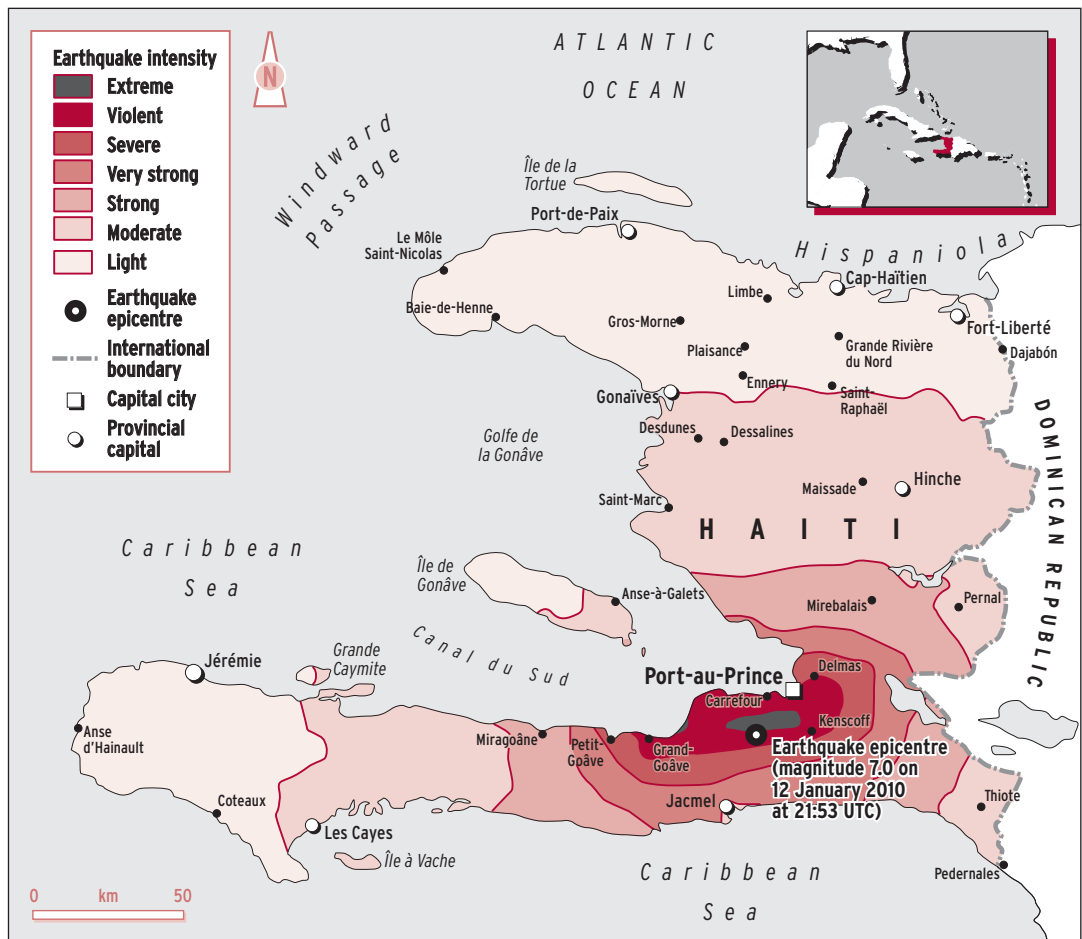 Earthquake intensity
Extreme
Violent
Severe
Very strong
Strong
Moderate
Light
Earthquake
epicentre
International
boundary
Capital city
Provincial
capital
N
ATLANTIC
OCEAN
Windward
Passage
Île de la
Tortue
Port-de-Paix
Le Môle
Saint-Nicolas
Hispaniola
Cap-Haïtien
Limbe
Baie-de-Henne
Gros-Morne
Fort-Liberté
Plaisance
Grande Rivière
du Nord
Dajabón
Ennery
Saint-
Raphaël
Gonaïves
Desdunes
Dessalines
Golfe de
la Gonâve
Maissade
Hinche
Saint-Marc
HAITI
DOMINICAN REPUBLIC
Caribbean
Sea
Île de
Gonâve
Anse-à-Galets
Mirebalais
Pernal
Canal du Sud
Grande
Caymite
Jérémie
Port-au-Prince
Delmas
Carrefour
Kenscoff
Anse
d'Hainault
Miragoâne
Petit-
Goâve
Grand-
Goâve
Earthquake epicentre
(magnitude 7.0 on
12 January 2010
at 21:53 UTC)
Jacmel
Thiote
Coteaux
Les Cayes
Île à Vache
Pedernales
Caribbean
Sea
0 km 50